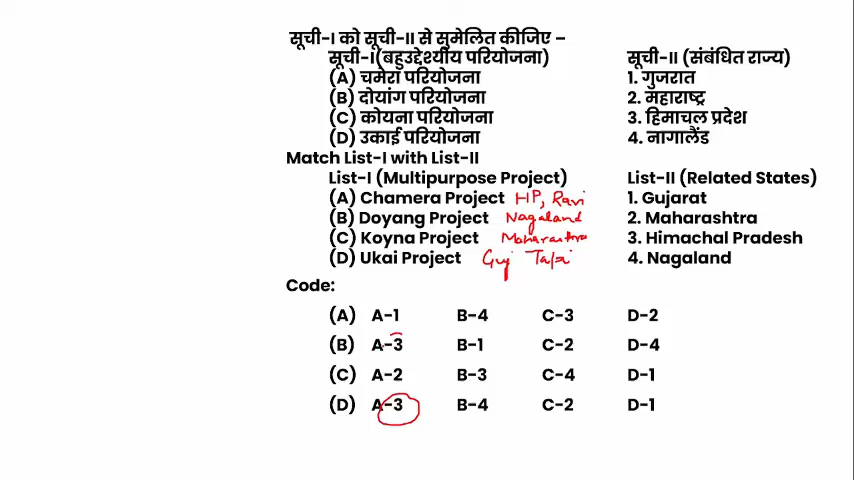 सूची-I को सूची-II से सुमेलित कीजिए –
सूची-I(बहुउद्देश्यीय परियोजना) सूची-II (संबंधित राज्य)
(A) चमेरा परियोजना 1. गुजरात
(B) दोयांग परियोजना 2. महाराष्ट्र
(C) कोयना परियोजना 3. हिमाचल प्रदेश
(D) उकाई परियोजना 4. नागालैंड
Match List-I with List-II
List-I (Multipurpose Project) List-II (Related States)
(A) Chamera Project HP, Ravi 1. Gujarat
(B) Doyang Project Nagaland 2. Maharashtra
(C) Koyna Project Maharashtra 3. Himachal Pradesh
(D) Ukai Project Guj Tapi 4. Nagaland
Code:
(A) A-1 B-4 C-3 D-2
(B) A-3 B-1 C-2 D-4
(C) A-2 B-3 C-4 D-1
(D) A-3 B-4 C-2 D-1